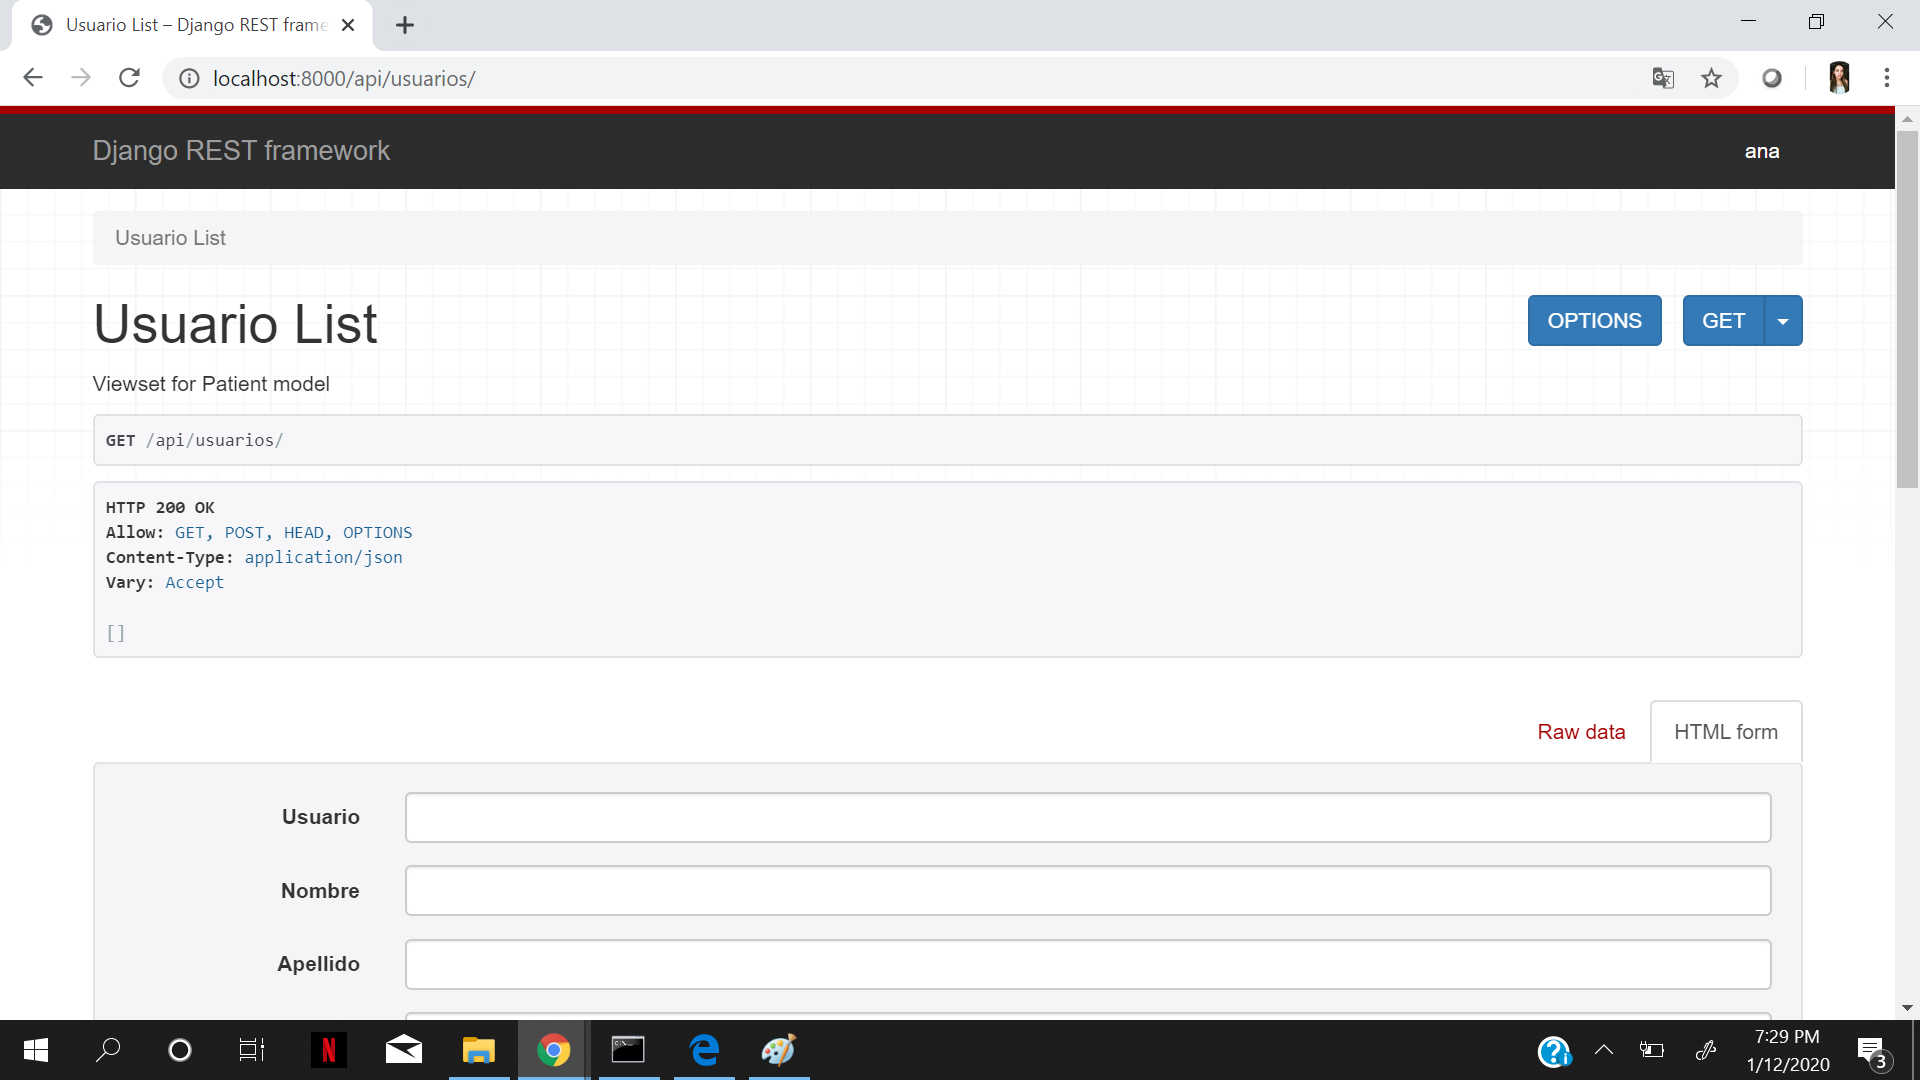 Usuario List – Django REST frame
localhost:8000/api/usuarios/
Django REST framework
ana
Usuario List
Usuario List
OPTIONS
GET
Viewset for Patient model
GET /api/usuarios/
HTTP 200 OK
Allow: GET, POST, HEAD, OPTIONS
Content-Type: application/json
Vary: Accept
[]
Raw data
HTML form
Usuario
Nombre
Apellido
7:29 PM
1/12/2020
3